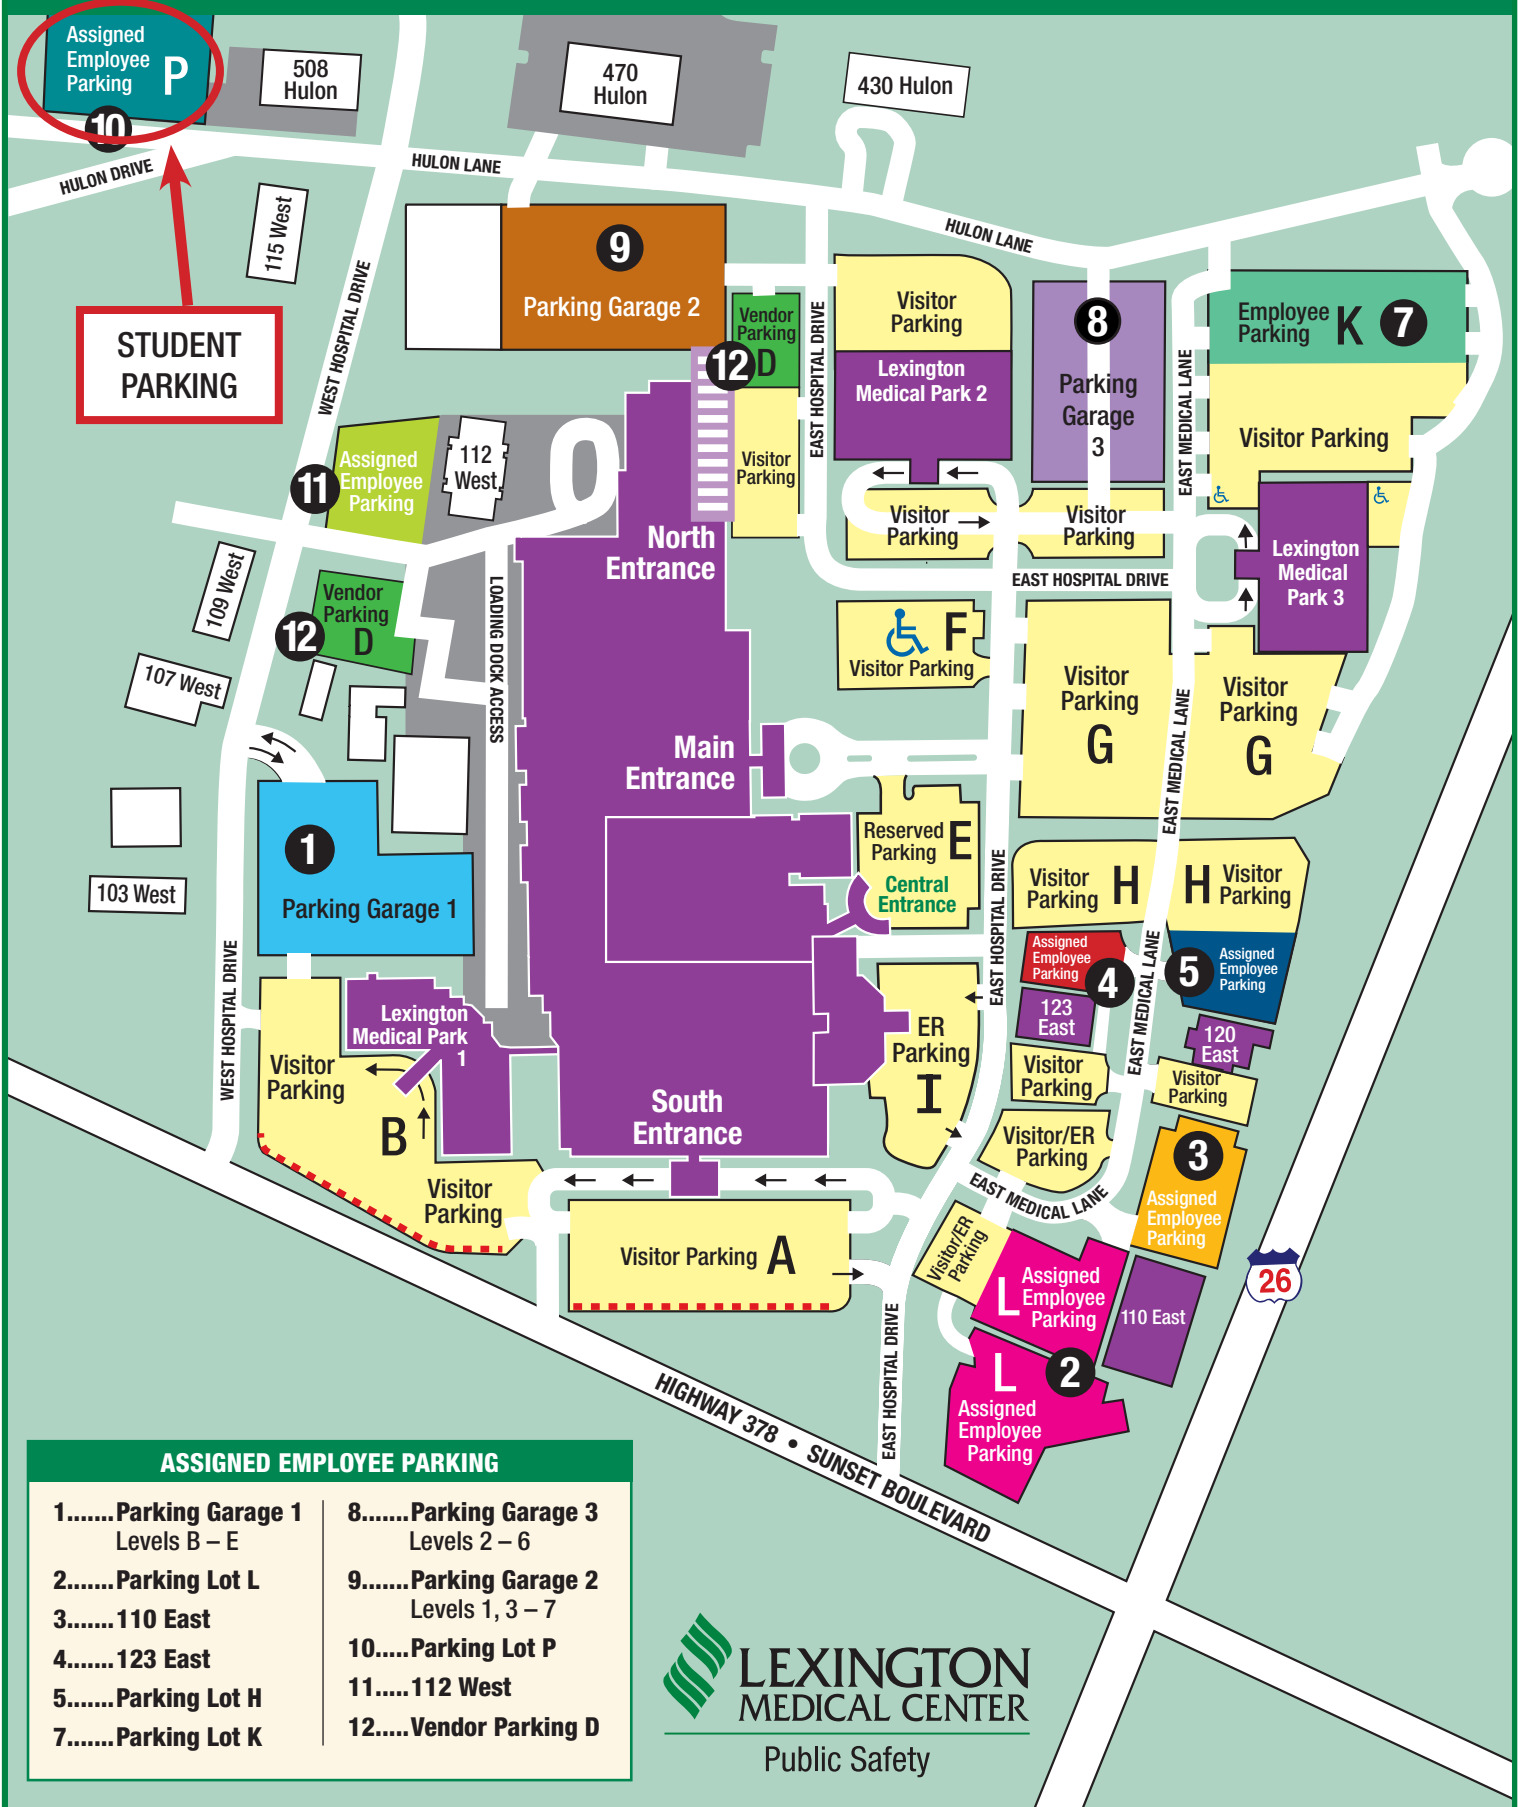 Assigned
Employee
Parking
P
10
508
Hulon
470
Hulon
430 Hulon
HULON DRIVE
HULON LANE
115 West
HULON LANE
STUDENT
PARKING
WEST HOSPITAL DRIVE
9
Parking Garage 2
Vendor
Parking
D
12
Visitor
Parking
EAST HOSPITAL DRIVE
Visitor
Parking
Lexington
Medical Park 2
8
Parking
Garage
3
EAST MEDICAL LANE
Employee
Parking
K
7
Visitor Parking
Assigned
Employee
Parking
11
112
West
North
Entrance
Visitor
Parking
Visitor
Parking
Lexington
Medical
Park 3
EAST HOSPITAL DRIVE
109 West
Vendor
Parking
D
12
LOADING DOCK ACCESS
F
Visitor Parking
107 West
Visitor
Parking
G
Visitor
Parking
G
EAST MEDICAL LANE
Main
Entrance
1
Parking Garage 1
103 West
Reserved
Parking
E
Central
Entrance
EAST HOSPITAL DRIVE
Visitor
Parking
H
H
Visitor
Parking
Assigned
Employee
Parking
4
123
East
EAST MEDICAL LANE
5
Assigned
Employee
Parking
120
East
WEST HOSPITAL DRIVE
Lexington
Medical Park
1
Visitor
Parking
B
Visitor
Parking
ER
Parking
I
Visitor
Parking
Visitor
Parking
South
Entrance
Visitor/ER
Parking
3
Assigned
Employee
Parking
EAST MEDICAL LANE
Visitor Parking A
Visitor/ER
Parking
L
Assigned
Employee
Parking
110 East
26
L
2
Assigned
Employee
Parking
EAST HOSPITAL DRIVE
HIGHWAY 378 • SUNSET BOULEVARD
ASSIGNED EMPLOYEE PARKING
1.......Parking Garage 1
Levels B – E
2.......Parking Lot L
3.......110 East
4.......123 East
5.......Parking Lot H
7.......Parking Lot K
8.......Parking Garage 3
Levels 2 – 6
9.......Parking Garage 2
Levels 1, 3 – 7
10.....Parking Lot P
11.....112 West
12.....Vendor Parking D
LEXINGTON
MEDICAL CENTER
Public Safety